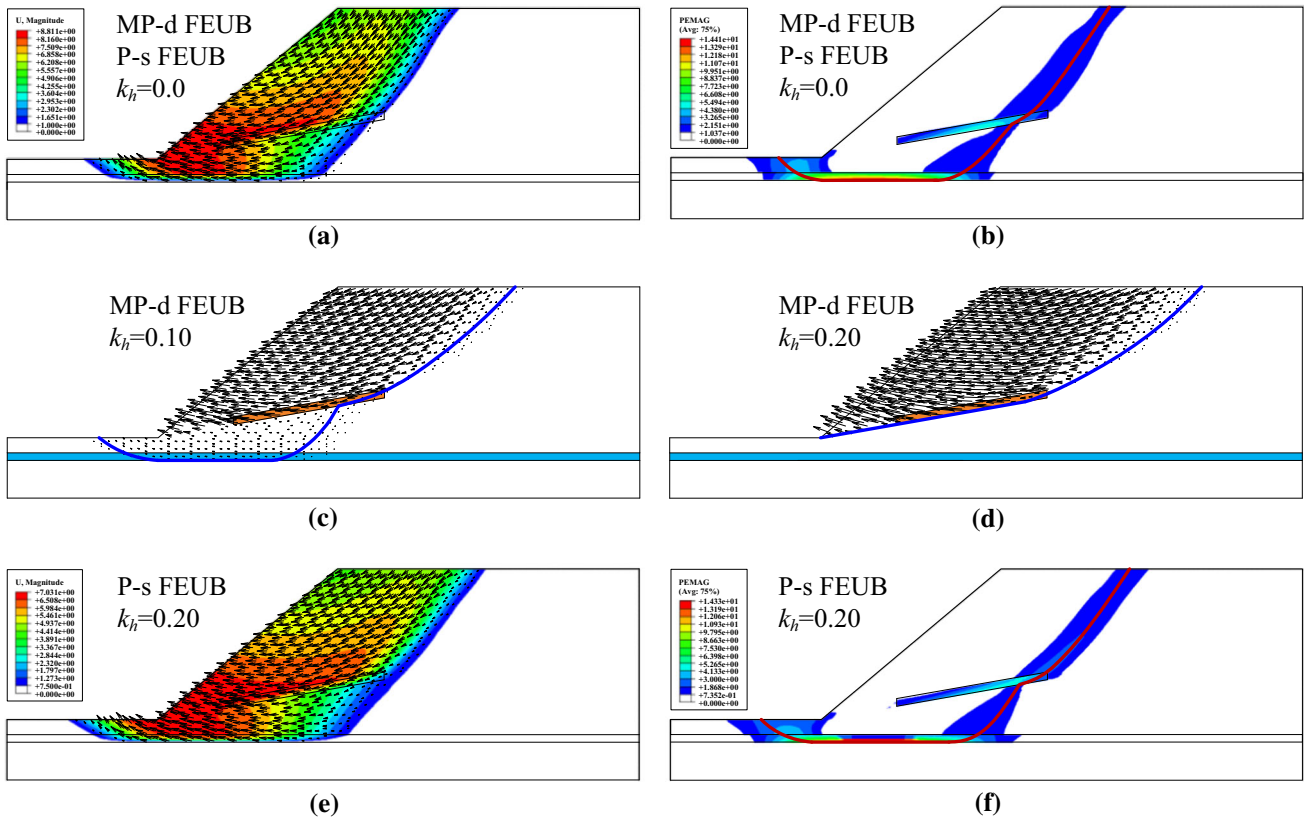 U, Magnitude
+8.811e+00
+8.160e+00
+7.509e+00
+6.858e+00
+6.208e+00
+5.557e+00
+4.906e+00
+4.255e+00
+3.604e+00
+2.953e+00
+2.302e+00
+1.651e+00
+1.000e+00
+0.000e+00
MP-d FEUB
P-s FEUB
kh=0.0
(a)
PEMAG
(Avg: 75%)
+1.441e+01
+1.329e+01
+1.218e+01
+1.107e+01
+9.951e+00
+8.837e+00
+7.723e+00
+6.608e+00
+5.494e+00
+4.380e+00
+3.265e+00
+2.151e+00
+1.037e+00
+0.000e+00
MP-d FEUB
P-s FEUB
kh=0.0
(b)
MP-d FEUB
kh=0.10
(c)
MP-d FEUB
kh=0.20
(d)
U, Magnitude
+7.031e+00
+6.508e+00
+5.984e+00
+5.461e+00
+4.937e+00
+4.414e+00
+3.891e+00
+3.367e+00
+2.844e+00
+2.320e+00
+1.797e+00
+1.273e+00
+7.500e-01
+0.000e+00
P-s FEUB
kh=0.20
(e)
PEMAG
(Avg: 75%)
+1.433e+01
+1.319e+01
+1.206e+01
+1.093e+01
+9.795e+00
+8.663e+00
+7.530e+00
+6.398e+00
+5.265e+00
+4.133e+00
+3.000e+00
+1.868e+00
+7.352e-01
+0.000e+00
P-s FEUB
kh=0.20
(f)